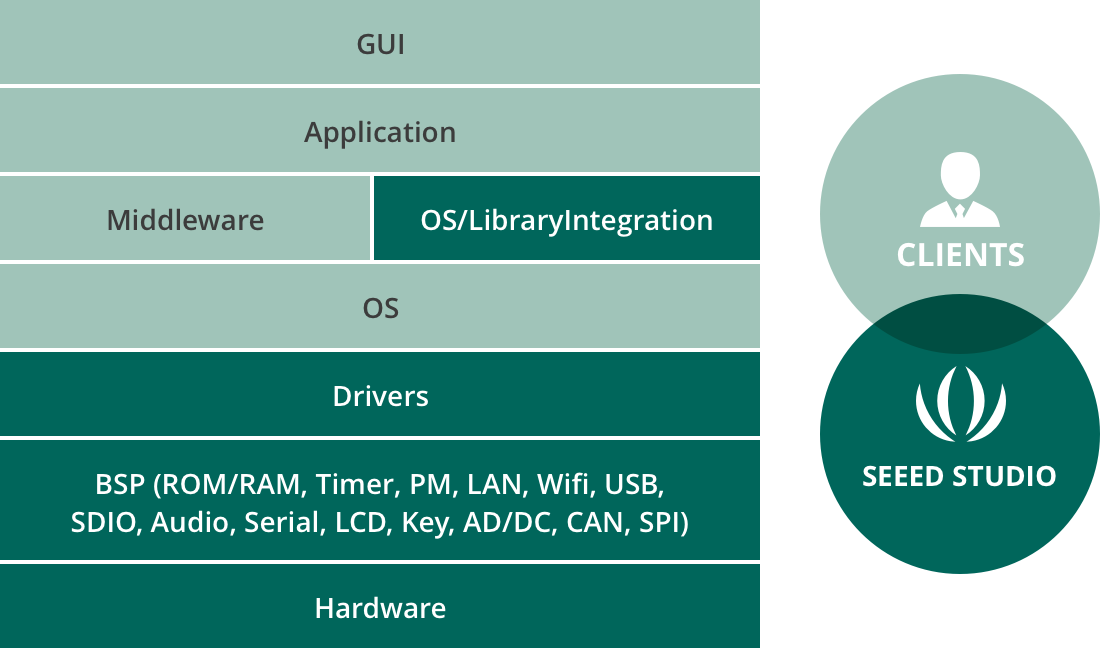 GUI
Application
Middleware
OS/LibraryIntegration
OS
Drivers
BSP (ROM/RAM, Timer, PM, LAN, Wifi, USB,
SDIO, Audio, Serial, LCD, Key, AD/DC, CAN, SPI)
Hardware
CLIENTS
SEEED STUDIO